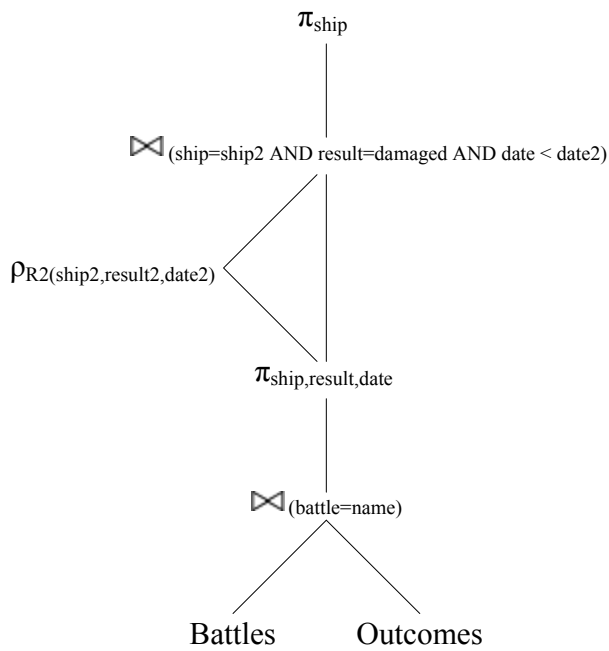 πship
⋈ (ship=ship2 AND result=damaged AND date < date2)
ρR2(ship2,result2,date2)
πship,result,date
⋈ (battle=name)
Battles Outcomes